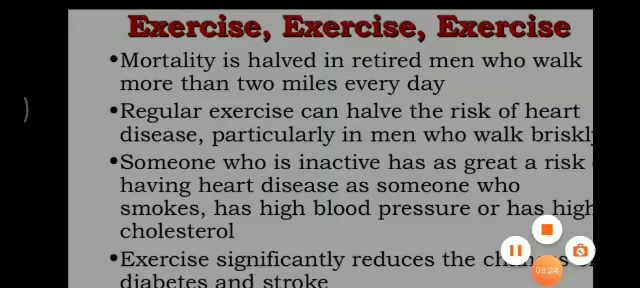 Exercise, Exercise, Exercise
•Mortality is halved in retired men who walk
more than two miles every day
•Regular exercise can halve the risk of heart
disease, particularly in men who walk briskly
•Someone who is inactive has as great a risk
having heart disease as someone who
smokes, has high blood pressure or has high
cholesterol
•Exercise significantly reduces the
diabetes and stroke
03:24